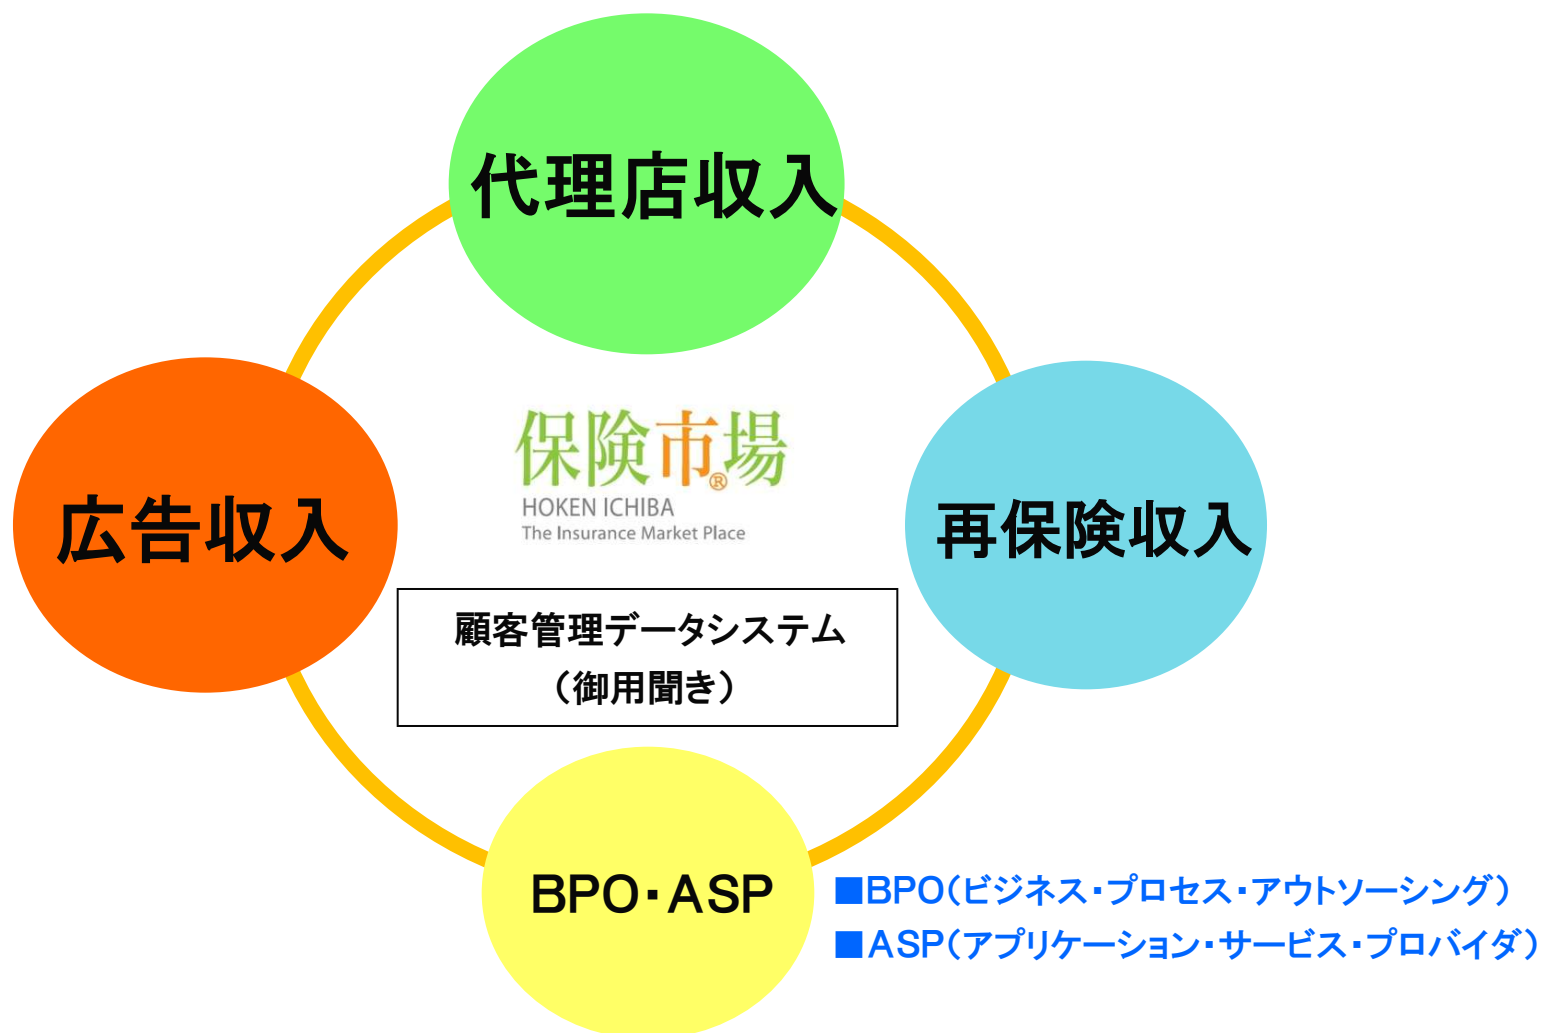 代理店収入
広告収入
保険市場®
HOKEN ICHIBA
The Insurance Market Place
再保険収入
顧客管理データシステム
（御用聞き）
BPO・ASP
■BPO（ビジネス・プロセス・アウトソーシング）
■ASP（アプリケーション・サービス・プロバイダ）